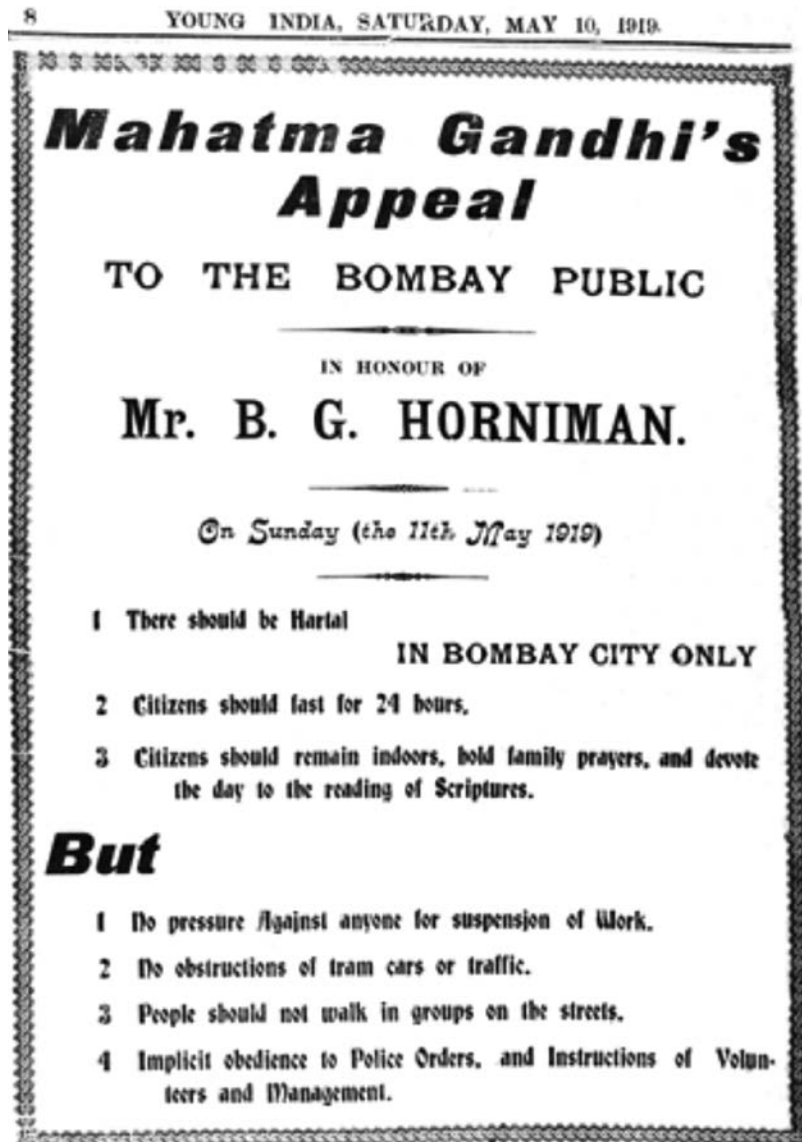 8 YOUNG INDIA, SATURDAY, MAY 10, 1919.
Mahatma Gandhi's
Appeal
TO THE BOMBAY PUBLIC
IN HONOUR OF
Mr. B. G. HORNIMAN.
On Sunday (the 11th May 1919)
1 There should be Hartal
IN BOMBAY CITY ONLY
2 Citizens should fast for 24 hours.
3 Citizens should remain indoors, hold family prayers, and devote
the day to the reading of Scriptures.
But
1 No pressure Against anyone for suspension of Work.
2 No obstructions of tram cars or traffic.
3 People should not walk in groups on the streets.
4 Implicit obedience to Police Orders, and Instructions of Volun-
teers and Management.